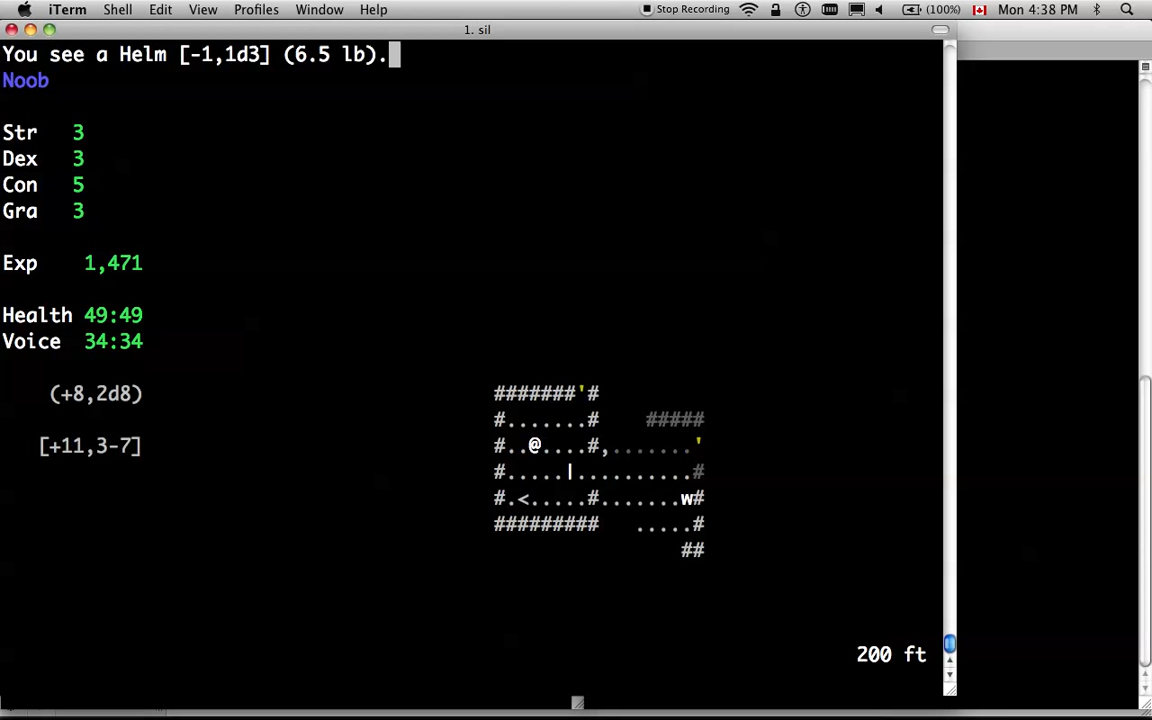 iTerm Shell Edit View Profiles Window Help Stop Recording (100%) Mon 4:38 PM
1. sil
You see a Helm [-1,1d3] (6.5 lb).
Noob
Str 3
Dex 3
Con 5
Gra 3
Exp 1,471
Health 49:49
Voice 34:34
(+8,2d8)
[+11,3-7]
#######'#
#.......# #####
#..@....#,.......'
#.....|..........#
#.<.....#.......w#
######### .....#
##
200 ft